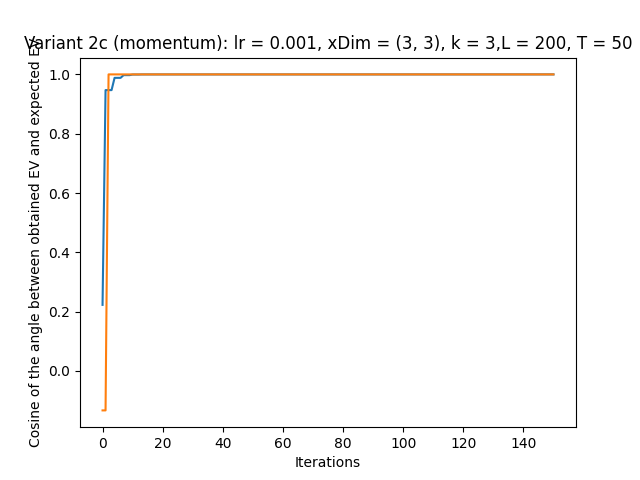 Variant 2c (momentum): lr = 0.001, xDim = (3, 3), k = 3,L = 200, T = 50
Cosine of the angle between obtained EV and expected EV
1.0
0.8
0.6
0.4
0.2
0.0
0 20 40 60 80 100 120 140
Iterations